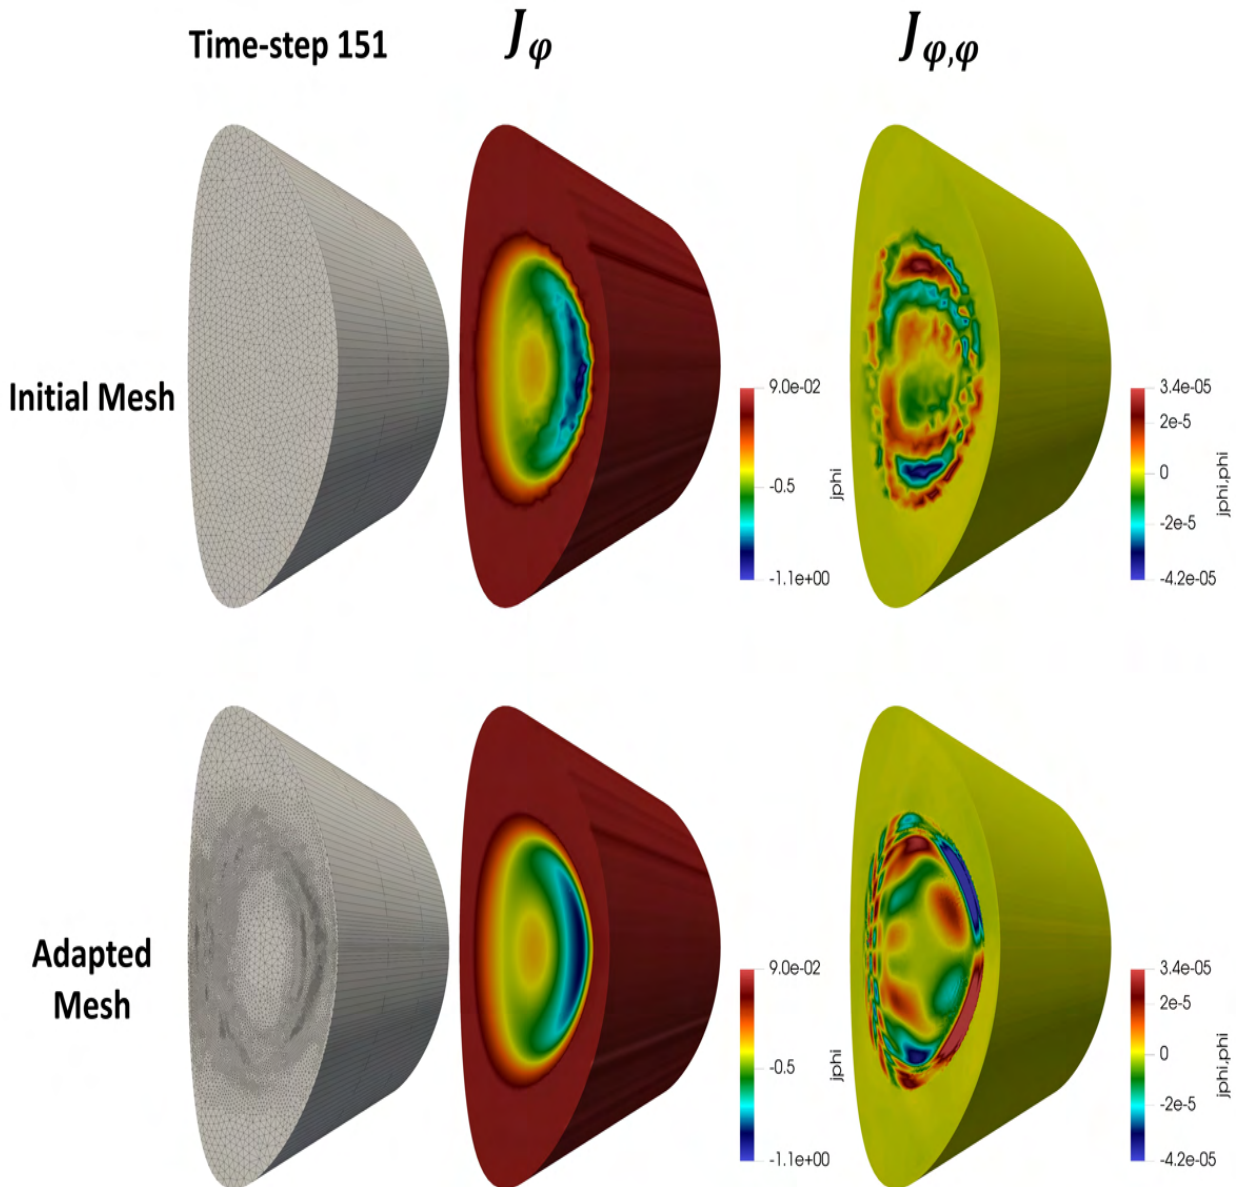 Time-step 151
J_φ
J_φ,φ
Initial Mesh
9.0e-02
-0.5
-1.1e+00
jphi
3.4e-05
2e-5
0
-2e-5
-4.2e-05
jphi,phi
Adapted
Mesh
9.0e-02
-0.5
-1.1e+00
jphi
3.4e-05
2e-5
0
-2e-5
-4.2e-05
jphi,phi